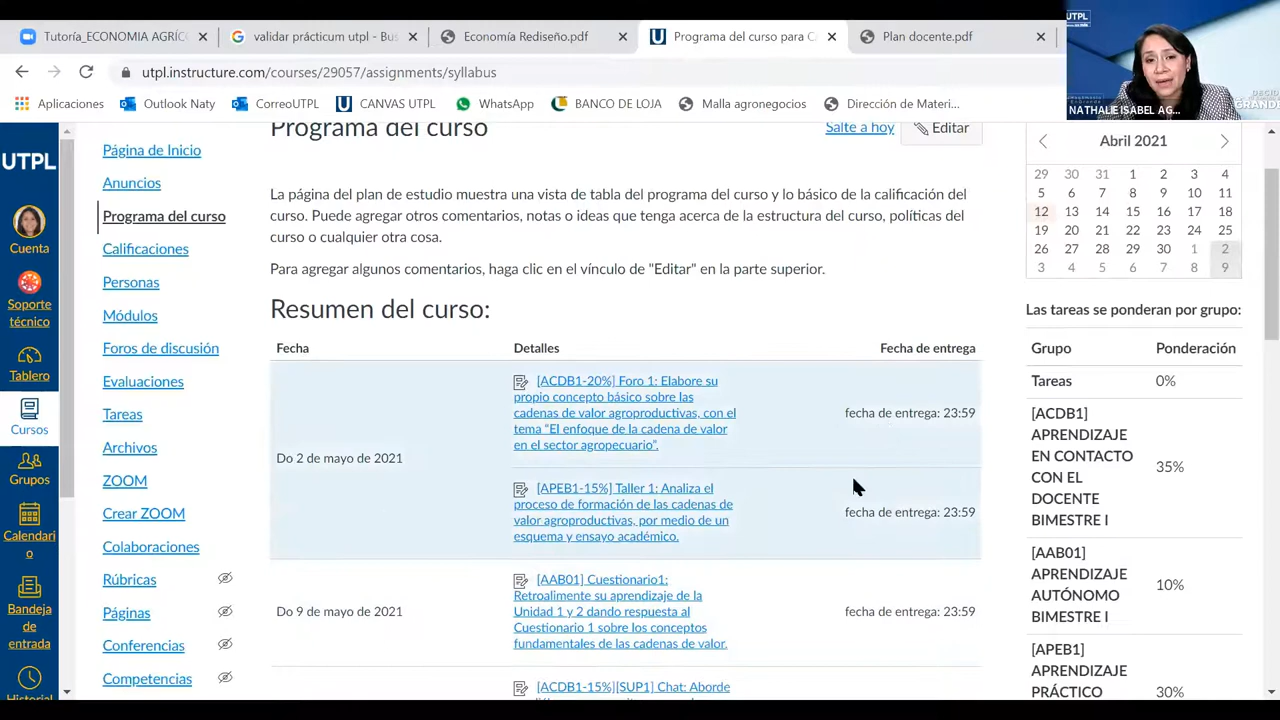 Tutoría_ECONOMIA AGRÍC
validar prácticum utpl - Bus
Economía Rediseño.pdf
Programa del curso para C
Plan docente.pdf
utpl.instructure.com/courses/29057/assignments/syllabus
Aplicaciones
Outlook Naty
CorreoUTPL
CANVAS UTPL
WhatsApp
BANCO DE LOJA
Malla agronegocios
Dirección de Materi...
UTPL
NATHALIE ISABEL AG...
GRANDE
UTPL
Cuenta
Soporte
técnico
Tablero
Cursos
Grupos
Calendari
o
Bandeja
de
entrada
Historial
Página de Inicio
Anuncios
Programa del curso
Calificaciones
Personas
Módulos
Foros de discusión
Evaluaciones
Tareas
Archivos
ZOOM
Crear ZOOM
Colaboraciones
Rúbricas
Páginas
Conferencias
Competencias
Programa del curso
Salte a hoy
Editar
La página del plan de estudio muestra una vista de tabla del programa del curso y lo básico de la calificación del
curso. Puede agregar otros comentarios, notas o ideas que tenga acerca de la estructura del curso, políticas del
curso o cualquier otra cosa.
Para agregar algunos comentarios, haga clic en el vínculo de "Editar" en la parte superior.
Resumen del curso:
Fecha Detalles Fecha de entrega
Do 2 de mayo de 2021
[ACDB1-20%] Foro 1: Elabore su
propio concepto básico sobre las
cadenas de valor agroproductivas, con el
tema "El enfoque de la cadena de valor
en el sector agropecuario".
fecha de entrega: 23:59
[APEB1-15%] Taller 1: Analiza el
proceso de formación de las cadenas de
valor agroproductivas, por medio de un
esquema y ensayo académico.
fecha de entrega: 23:59
Do 9 de mayo de 2021
[AAB01] Cuestionario1:
Retroalimente su aprendizaje de la
Unidad 1 y 2 dando respuesta al
Cuestionario 1 sobre los conceptos
fundamentales de las cadenas de valor.
fecha de entrega: 23:59
[ACDB1-15%][SUP1] Chat: Aborde
Abril 2021
29 30 31 1 2 3 4
5 6 7 8 9 10 11
12 13 14 15 16 17 18
19 20 21 22 23 24 25
26 27 28 29 30 1 2
3 4 5 6 7 8 9
Las tareas se ponderan por grupo:
Grupo Ponderación
Tareas 0%
[ACDB1]
APRENDIZAJE
EN CONTACTO
CON EL
DOCENTE
BIMESTRE I
35%
[AAB01]
APRENDIZAJE
AUTÓNOMO
BIMESTRE I
10%
[APEB1]
APRENDIZAJE
PRÁCTICO
30%